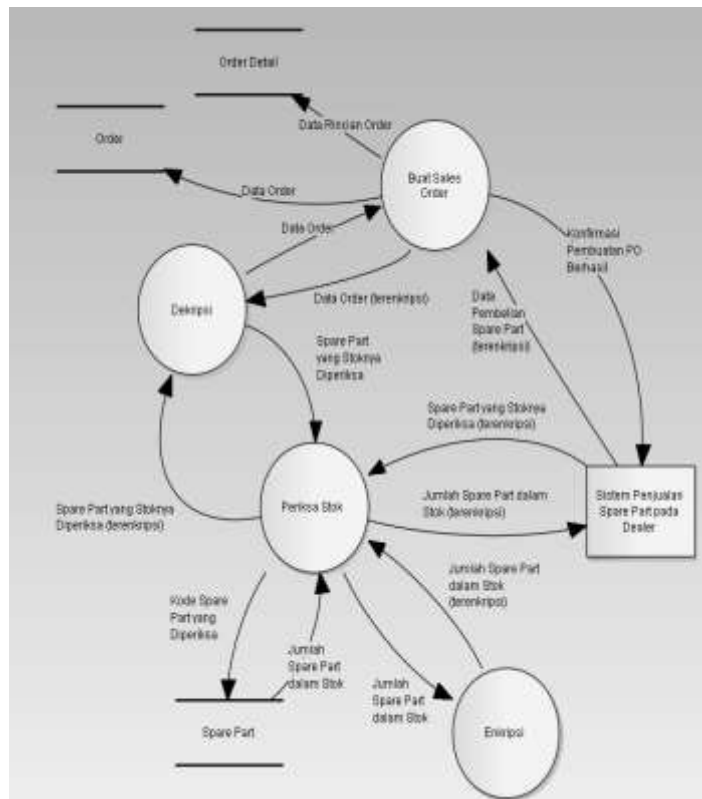 Order Detail
Order
Data Rincian Order
Buat Sales
Order
Data Order
Data Order
Konfirmasi
Pembuatan PO
Berhasil
Data Order (terenkripsi)
Data
Pembelian
Spare Part
(terenkripsi)
Dekripsi
Spare Part
yang Stoknya
Diperiksa
Spare Part yang Stoknya
Diperiksa (terenkripsi)
Spare Part yang Stoknya
Diperiksa (terenkripsi)
Periksa Stok
Jumlah Spare Part dalam
Stok (terenkripsi)
Sistem Penjualan
Spare Part pada
Dealer
Jumlah Spare Part
dalam Stok
(terenkripsi)
Kode Spare
Part yang
Diperiksa
Jumlah
Spare Part
dalam Stok
Jumlah
Spare Part
dalam Stok
Spare Part
Enkripsi